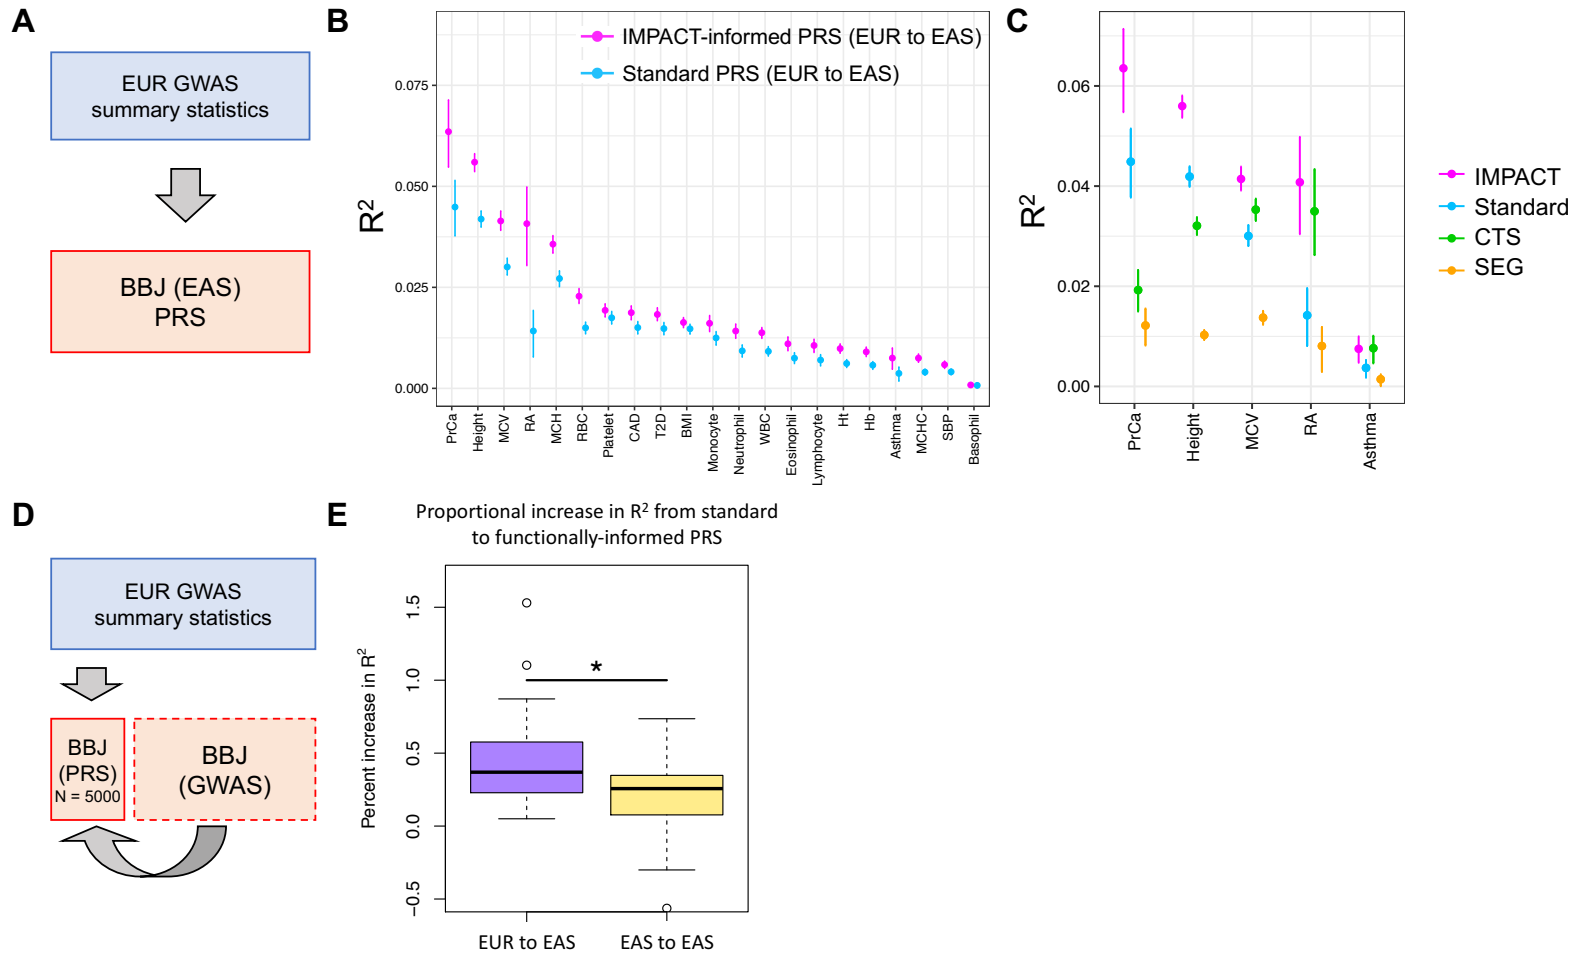 A
EUR GWAS
summary statistics
BBJ (EAS)
PRS
B
IMPACT-informed PRS (EUR to EAS)
Standard PRS (EUR to EAS)
R2
0.075
0.050
0.025
0.000
PrCa
Height
MCV
RA
MCH
RBC
Platelet
CAD
T2D
BMI
Monocyte
Neutrophil
WBC
Eosinophil
Lymphocyte
Ht
Hb
Asthma
MCHC
SBP
Basophil
C
R2
0.06
0.04
0.02
0.00
PrCa
Height
MCV
RA
Asthma
IMPACT
Standard
CTS
SEG
D
EUR GWAS
summary statistics
BBJ
(PRS)
N = 5000
BBJ
(GWAS)
E
Proportional increase in R2 from standard
to functionally-informed PRS
Percent increase in R2
1.5
1.0
0.5
0.0
−0.5
*
EUR to EAS
EAS to EAS